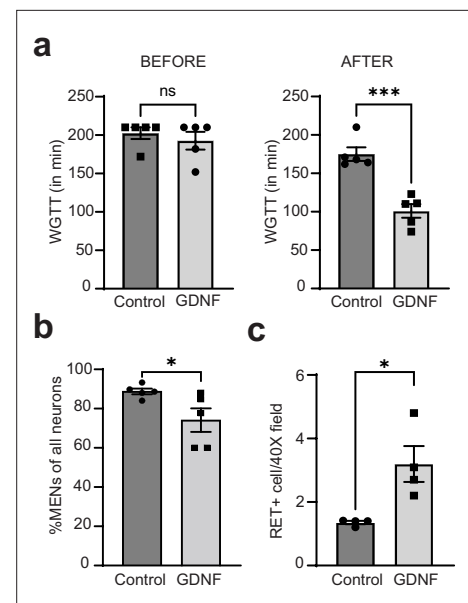 a
BEFORE
AFTER
ns
***
WGTT (in min)
250
200
150
100
50
0
Control
GDNF
WGTT (in min)
250
200
150
100
50
0
Control
GDNF
b
c
*
*
%MENs of all neurons
100
80
60
40
20
0
Control
GDNF
RET+ cell/40X field
6
4
2
0
Control
GDNF